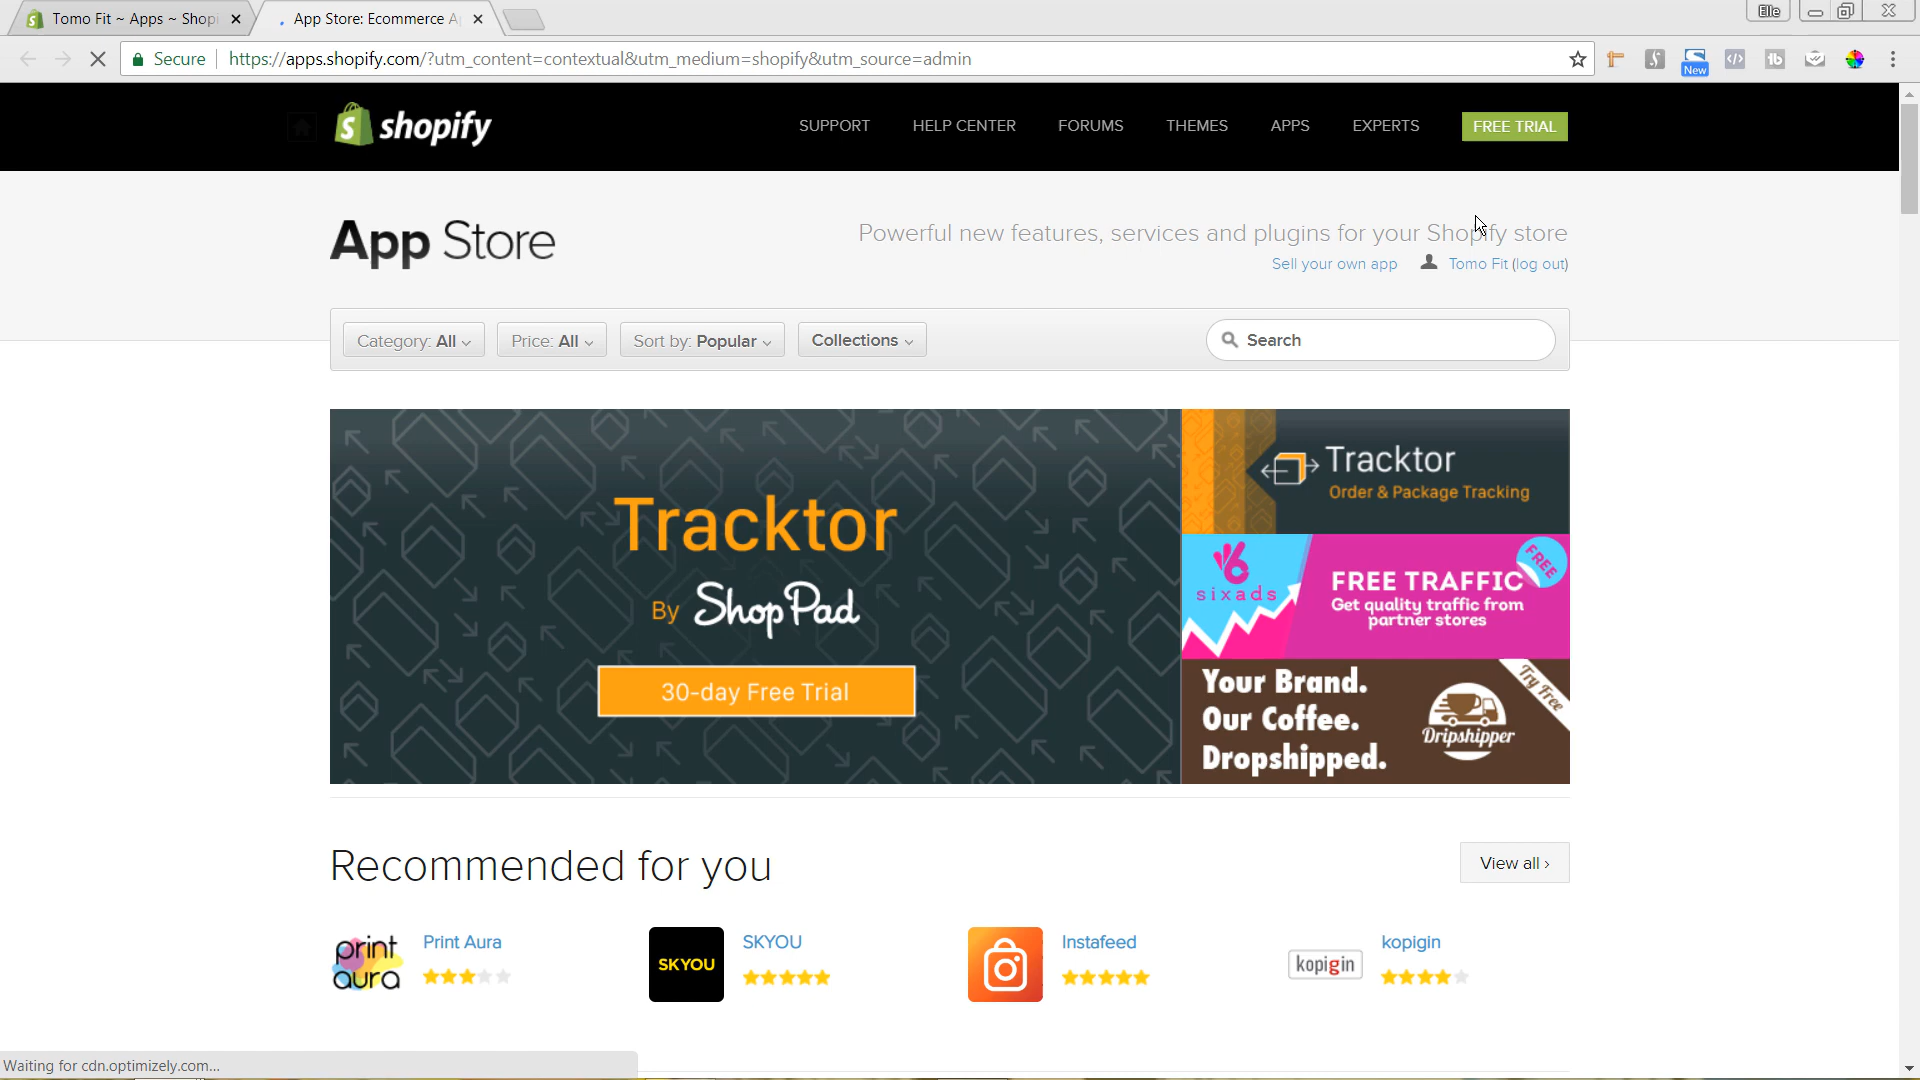 Tomo Fit ~ Apps ~ Shopi
App Store: Ecommerce A
Elle
Secure
https://apps.shopify.com/?utm_content=contextual&utm_medium=shopify&utm_source=admin
New
shopify
SUPPORT
HELP CENTER
FORUMS
THEMES
APPS
EXPERTS
FREE TRIAL
App Store
Powerful new features, services and plugins for your Shopify store
Sell your own app
Tomo Fit (log out)
Category: All
Price: All
Sort by: Popular
Collections
Search
Tracktor
By ShopPad
30-day Free Trial
Tracktor
Order & Package Tracking
sixads
FREE TRAFFIC
Get quality traffic from
partner stores
FREE
Your Brand.
Our Coffee.
Dropshipped.
Dripshipper
Try Free
Recommended for you
View all ›
print
aura
Print Aura
SKYOU
SKYOU
Instafeed
kopigin
kopigin
Waiting for cdn.optimizely.com...